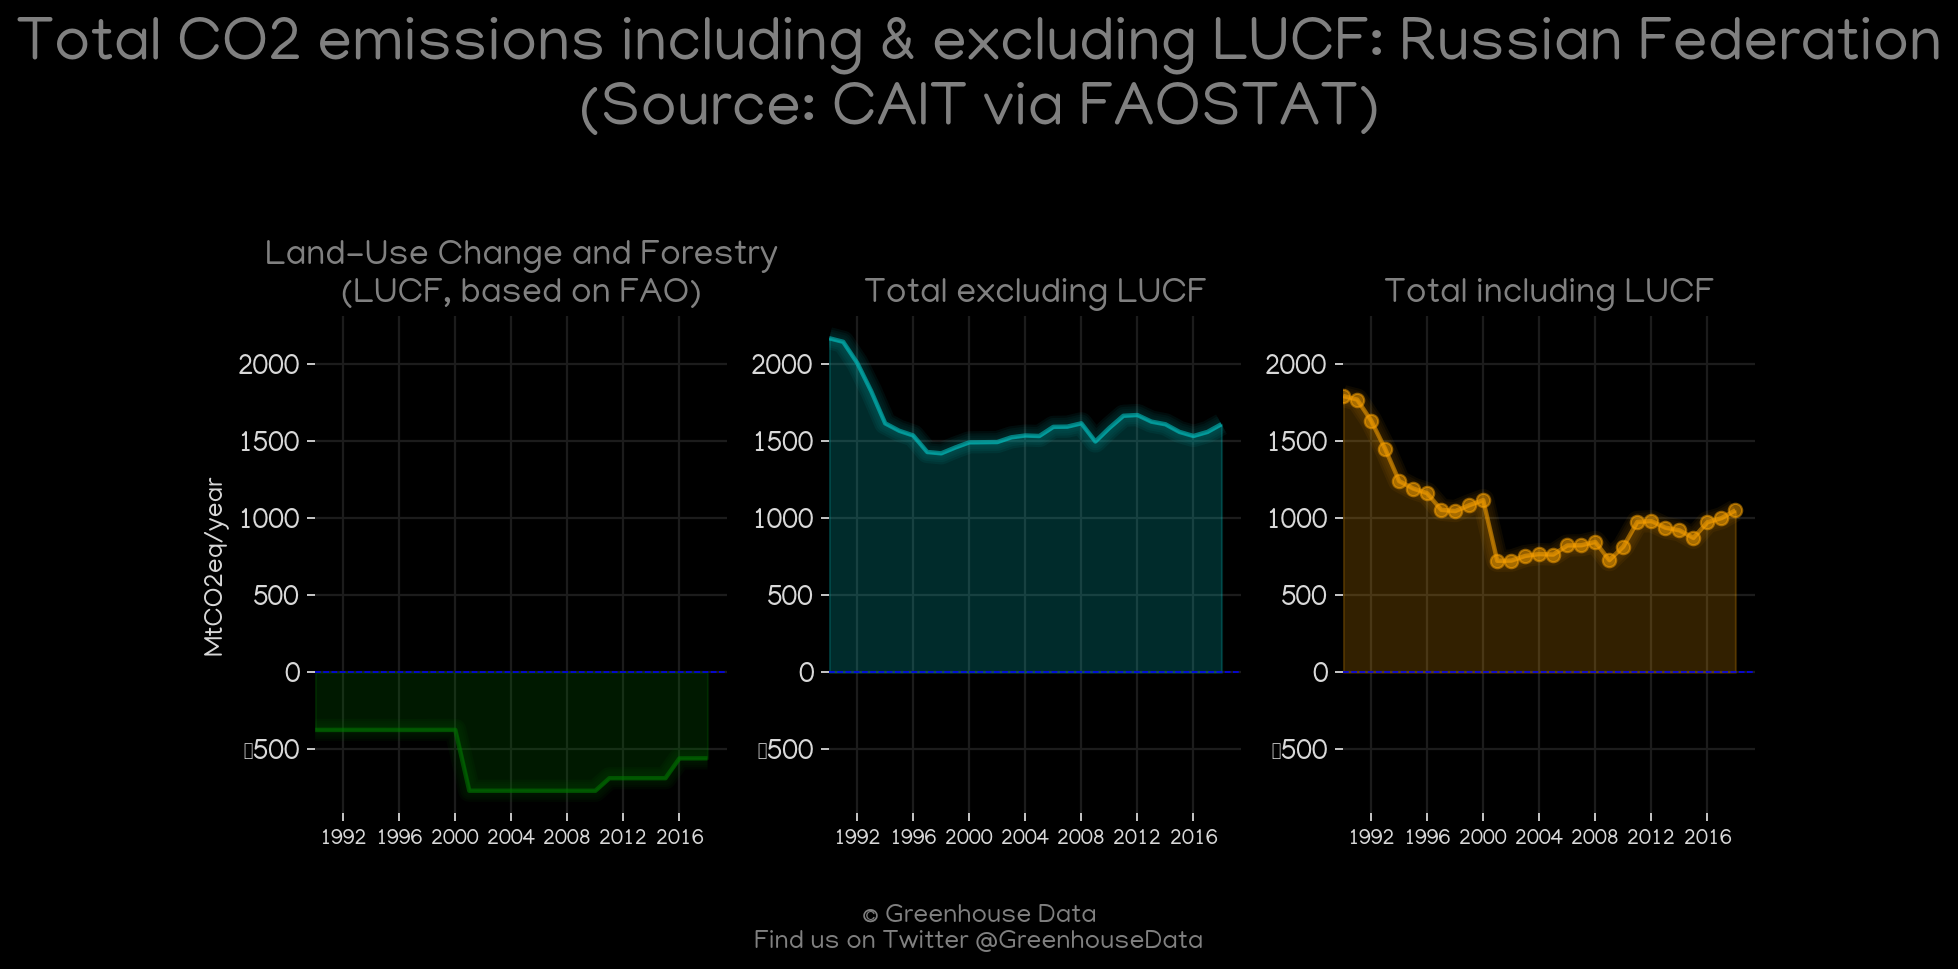 Total CO2 emissions including & excluding LUCF: Russian Federation
(Source: CAIT via FAOSTAT)
Land-Use Change and Forestry
(LUCF, based on FAO)
MtCO2eq/year
2000
1500
1000
500
0
▯500
1992 1996 2000 2004 2008 2012 2016
Total excluding LUCF
2000
1500
1000
500
0
▯500
1992 1996 2000 2004 2008 2012 2016
Total including LUCF
2000
1500
1000
500
0
▯500
1992 1996 2000 2004 2008 2012 2016
© Greenhouse Data
Find us on Twitter @GreenhouseData